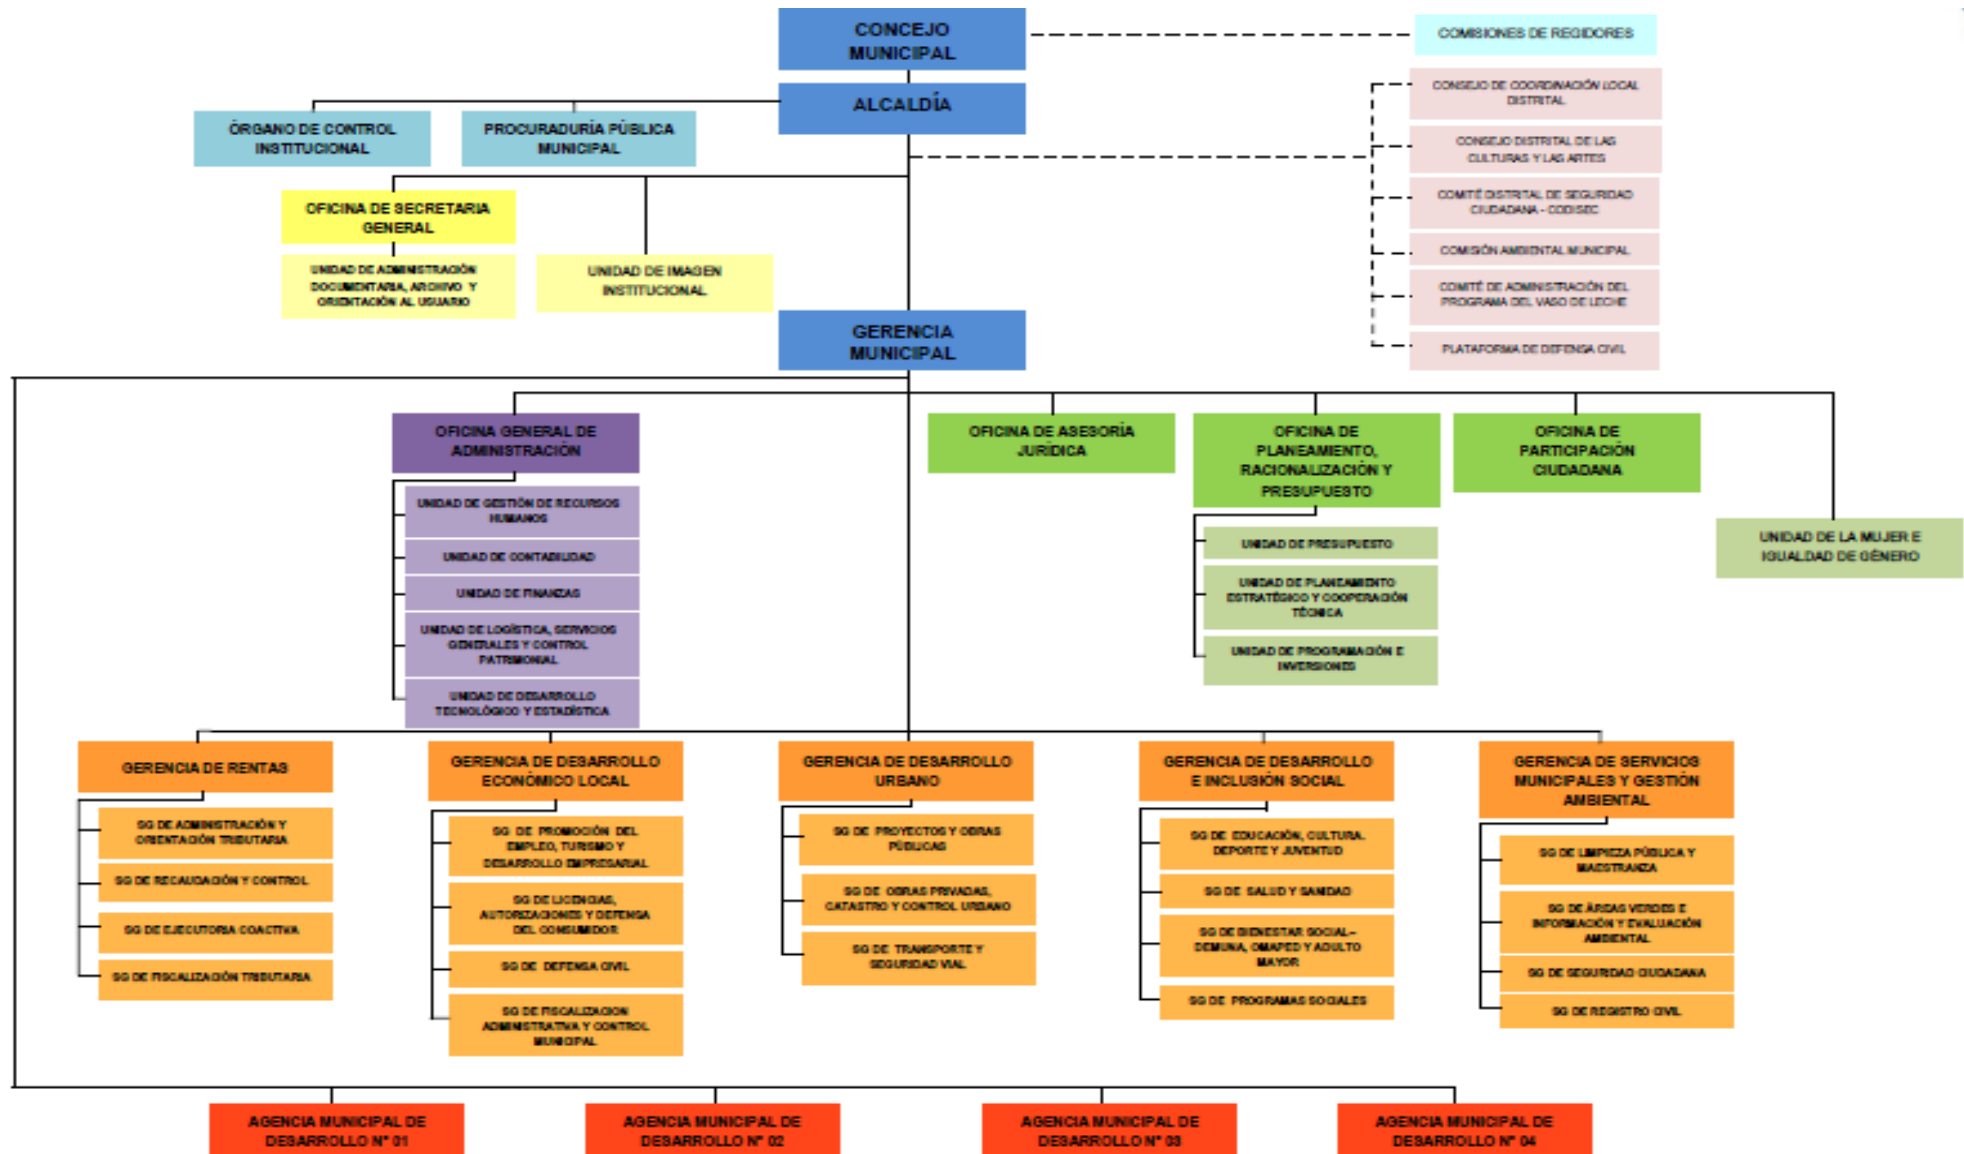 CONCEJO
MUNICIPAL
COMISIONES DE REGIDORES
ALCALDÍA
CONSEJO DE COORDINACIÓN LOCAL
DISTRITAL
ÓRGANO DE CONTROL
INSTITUCIONAL
PROCURADURÍA PÚBLICA
MUNICIPAL
CONSEJO DISTRITAL DE LAS
CULTURAS Y LAS ARTES
COMITÉ DISTRITAL DE SEGURIDAD
CIUDADANA - CODISEC
COMISIÓN AMBIENTAL MUNICIPAL
COMITÉ DE ADMINISTRACIÓN DEL
PROGRAMA DEL VASO DE LECHE
PLATAFORMA DE DEFENSA CIVIL
OFICINA DE SECRETARIA
GENERAL
UNIDAD DE ADMINISTRACIÓN
DOCUMENTARIA, ARCHIVO Y
ORIENTACIÓN AL USUARIO
UNIDAD DE IMAGEN
INSTITUCIONAL
GERENCIA
MUNICIPAL
OFICINA GENERAL DE
ADMINISTRACIÓN
UNIDAD DE GESTIÓN DE RECURSOS
HUMANOS
UNIDAD DE CONTABILIDAD
UNIDAD DE FINANZAS
UNIDAD DE LOGÍSTICA, SERVICIOS
GENERALES Y CONTROL
PATRIMONIAL
UNIDAD DE DESARROLLO
TECNOLÓGICO Y ESTADÍSTICA
OFICINA DE ASESORÍA
JURÍDICA
OFICINA DE
PLANEAMIENTO,
RACIONALIZACIÓN Y
PRESUPUESTO
UNIDAD DE PRESUPUESTO
UNIDAD DE PLANEAMIENTO
ESTRATÉGICO Y COOPERACIÓN
TÉCNICA
UNIDAD DE PROGRAMACIÓN E
INVERSIONES
OFICINA DE
PARTICIPACIÓN
CIUDADANA
UNIDAD DE LA MUJER E
IGUALDAD DE GÉNERO
GERENCIA DE RENTAS
SG DE ADMINISTRACIÓN Y
ORIENTACIÓN TRIBUTARIA
SG DE RECAUDACIÓN Y CONTROL
SG DE EJECUTORIA COACTIVA
SG DE FISCALIZACIÓN TRIBUTARIA
GERENCIA DE DESARROLLO
ECONÓMICO LOCAL
SG DE PROMOCIÓN DEL
EMPLEO, TURISMO Y
DESARROLLO EMPRESARIAL
SG DE LICENCIAS,
AUTORIZACIONES Y DEFENSA
DEL CONSUMIDOR
SG DE DEFENSA CIVIL
SG DE FISCALIZACION
ADMINISTRATIVA Y CONTROL
MUNICIPAL
GERENCIA DE DESARROLLO
URBANO
SG DE PROYECTOS Y OBRAS
PÚBLICAS
SG DE OBRAS PRIVADAS,
CATASTRO Y CONTROL URBANO
SG DE TRANSPORTE Y
SEGURIDAD VIAL
GERENCIA DE DESARROLLO
E INCLUSIÓN SOCIAL
SG DE EDUCACIÓN, CULTURA.
DEPORTE Y JUVENTUD
SG DE SALUD Y SANIDAD
SG DE BIENESTAR SOCIAL–
DEMUNA, OMAPED Y ADULTO
MAYOR
SG DE PROGRAMAS SOCIALES
GERENCIA DE SERVICIOS
MUNICIPALES Y GESTIÓN
AMBIENTAL
SG DE LIMPIEZA PÚBLICA Y
MAESTRANZA
SG DE ÁREAS VERDES E
INFORMACIÓN Y EVALUACIÓN
AMBIENTAL
SG DE SEGURIDAD CIUDADANA
SG DE REGISTRO CIVIL
AGENCIA MUNICIPAL DE
DESARROLLO N° 01
AGENCIA MUNICIPAL DE
DESARROLLO N° 02
AGENCIA MUNICIPAL DE
DESARROLLO N° 03
AGENCIA MUNICIPAL DE
DESARROLLO N° 04